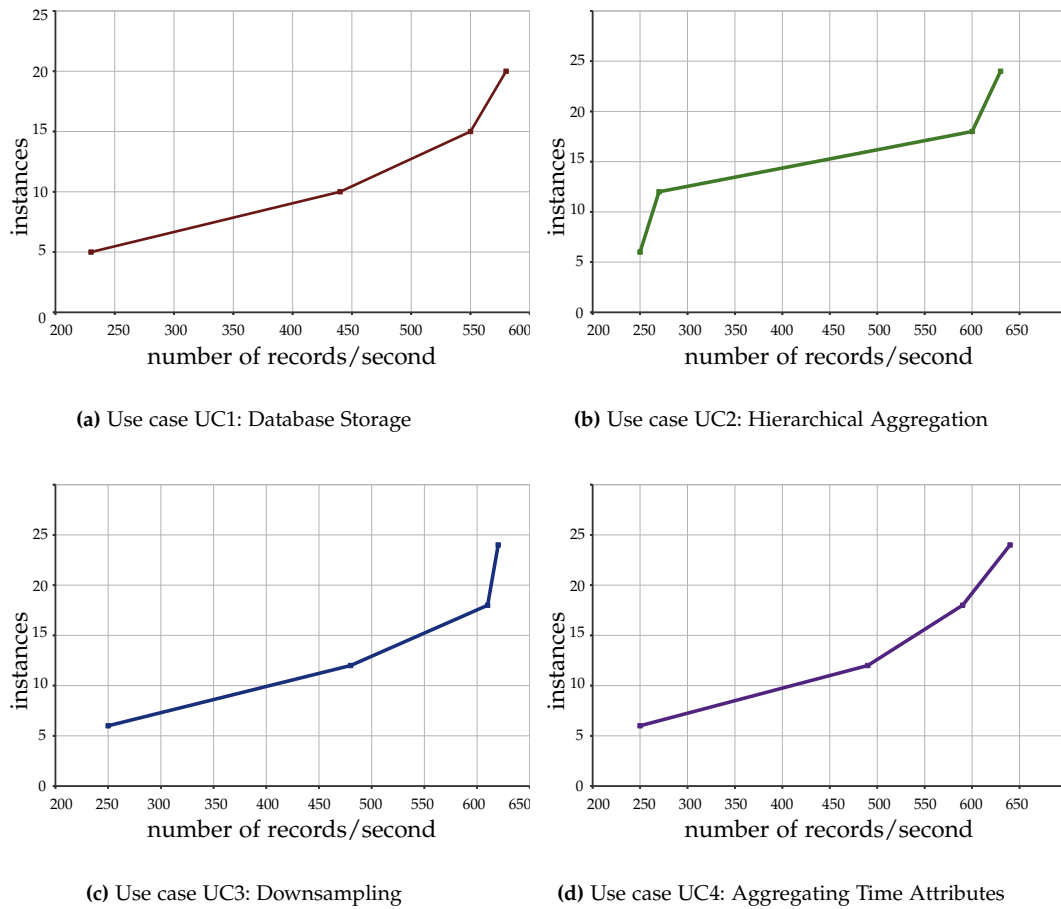 25
20
15
10
5
0
instances
200 250 300 350 400 450 500 550 600
number of records/second
(a) Use case UC1: Database Storage
25
20
15
10
5
0
instances
200 250 300 350 400 450 500 550 600 650
number of records/second
(b) Use case UC2: Hierarchical Aggregation
25
20
15
10
5
0
instances
200 250 300 350 400 450 500 550 600 650
number of records/second
(c) Use case UC3: Downsampling
25
20
15
10
5
0
instances
200 250 300 350 400 450 500 550 600 650
number of records/second
(d) Use case UC4: Aggregating Time Attributes